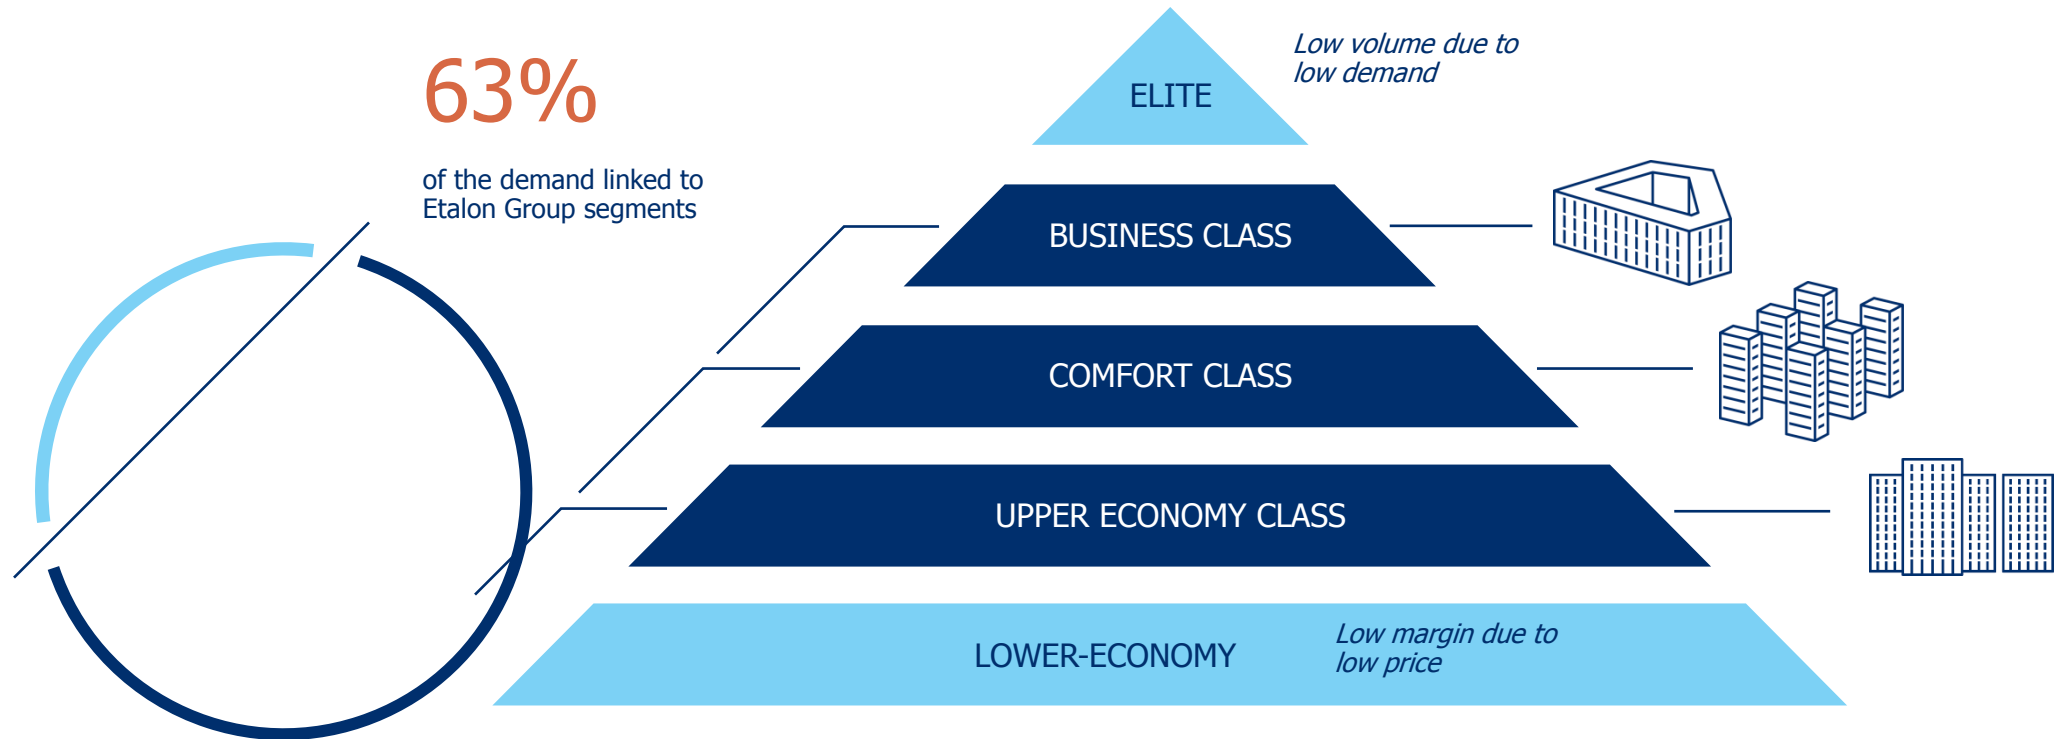 63%
of the demand linked to
Etalon Group segments
ELITE
Low volume due to
low demand
BUSINESS CLASS
COMFORT CLASS
UPPER ECONOMY CLASS
LOWER-ECONOMY
Low margin due to
low price